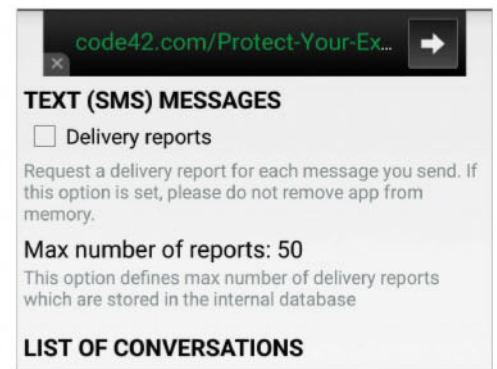 code42.com/Protect-Your-Ex...
TEXT (SMS) MESSAGES
Delivery reports
Request a delivery report for each message you send. If
this option is set, please do not remove app from
memory.
Max number of reports: 50
This option defines max number of delivery reports
which are stored in the internal database
LIST OF CONVERSATIONS